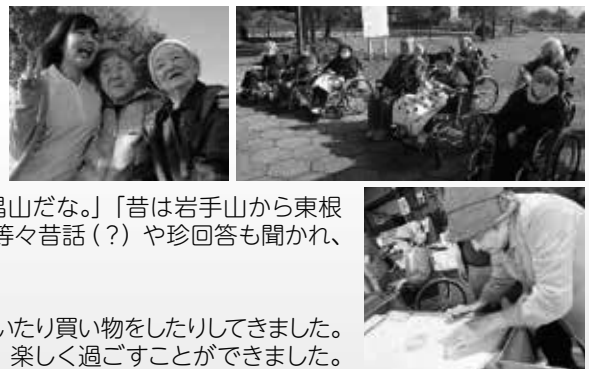 山だな。」「昔は岩手山から東根
等々昔話（？）や珍回答も聞かれ、
いたり買い物をしたりしてきました。
楽しく過ごすことができました。